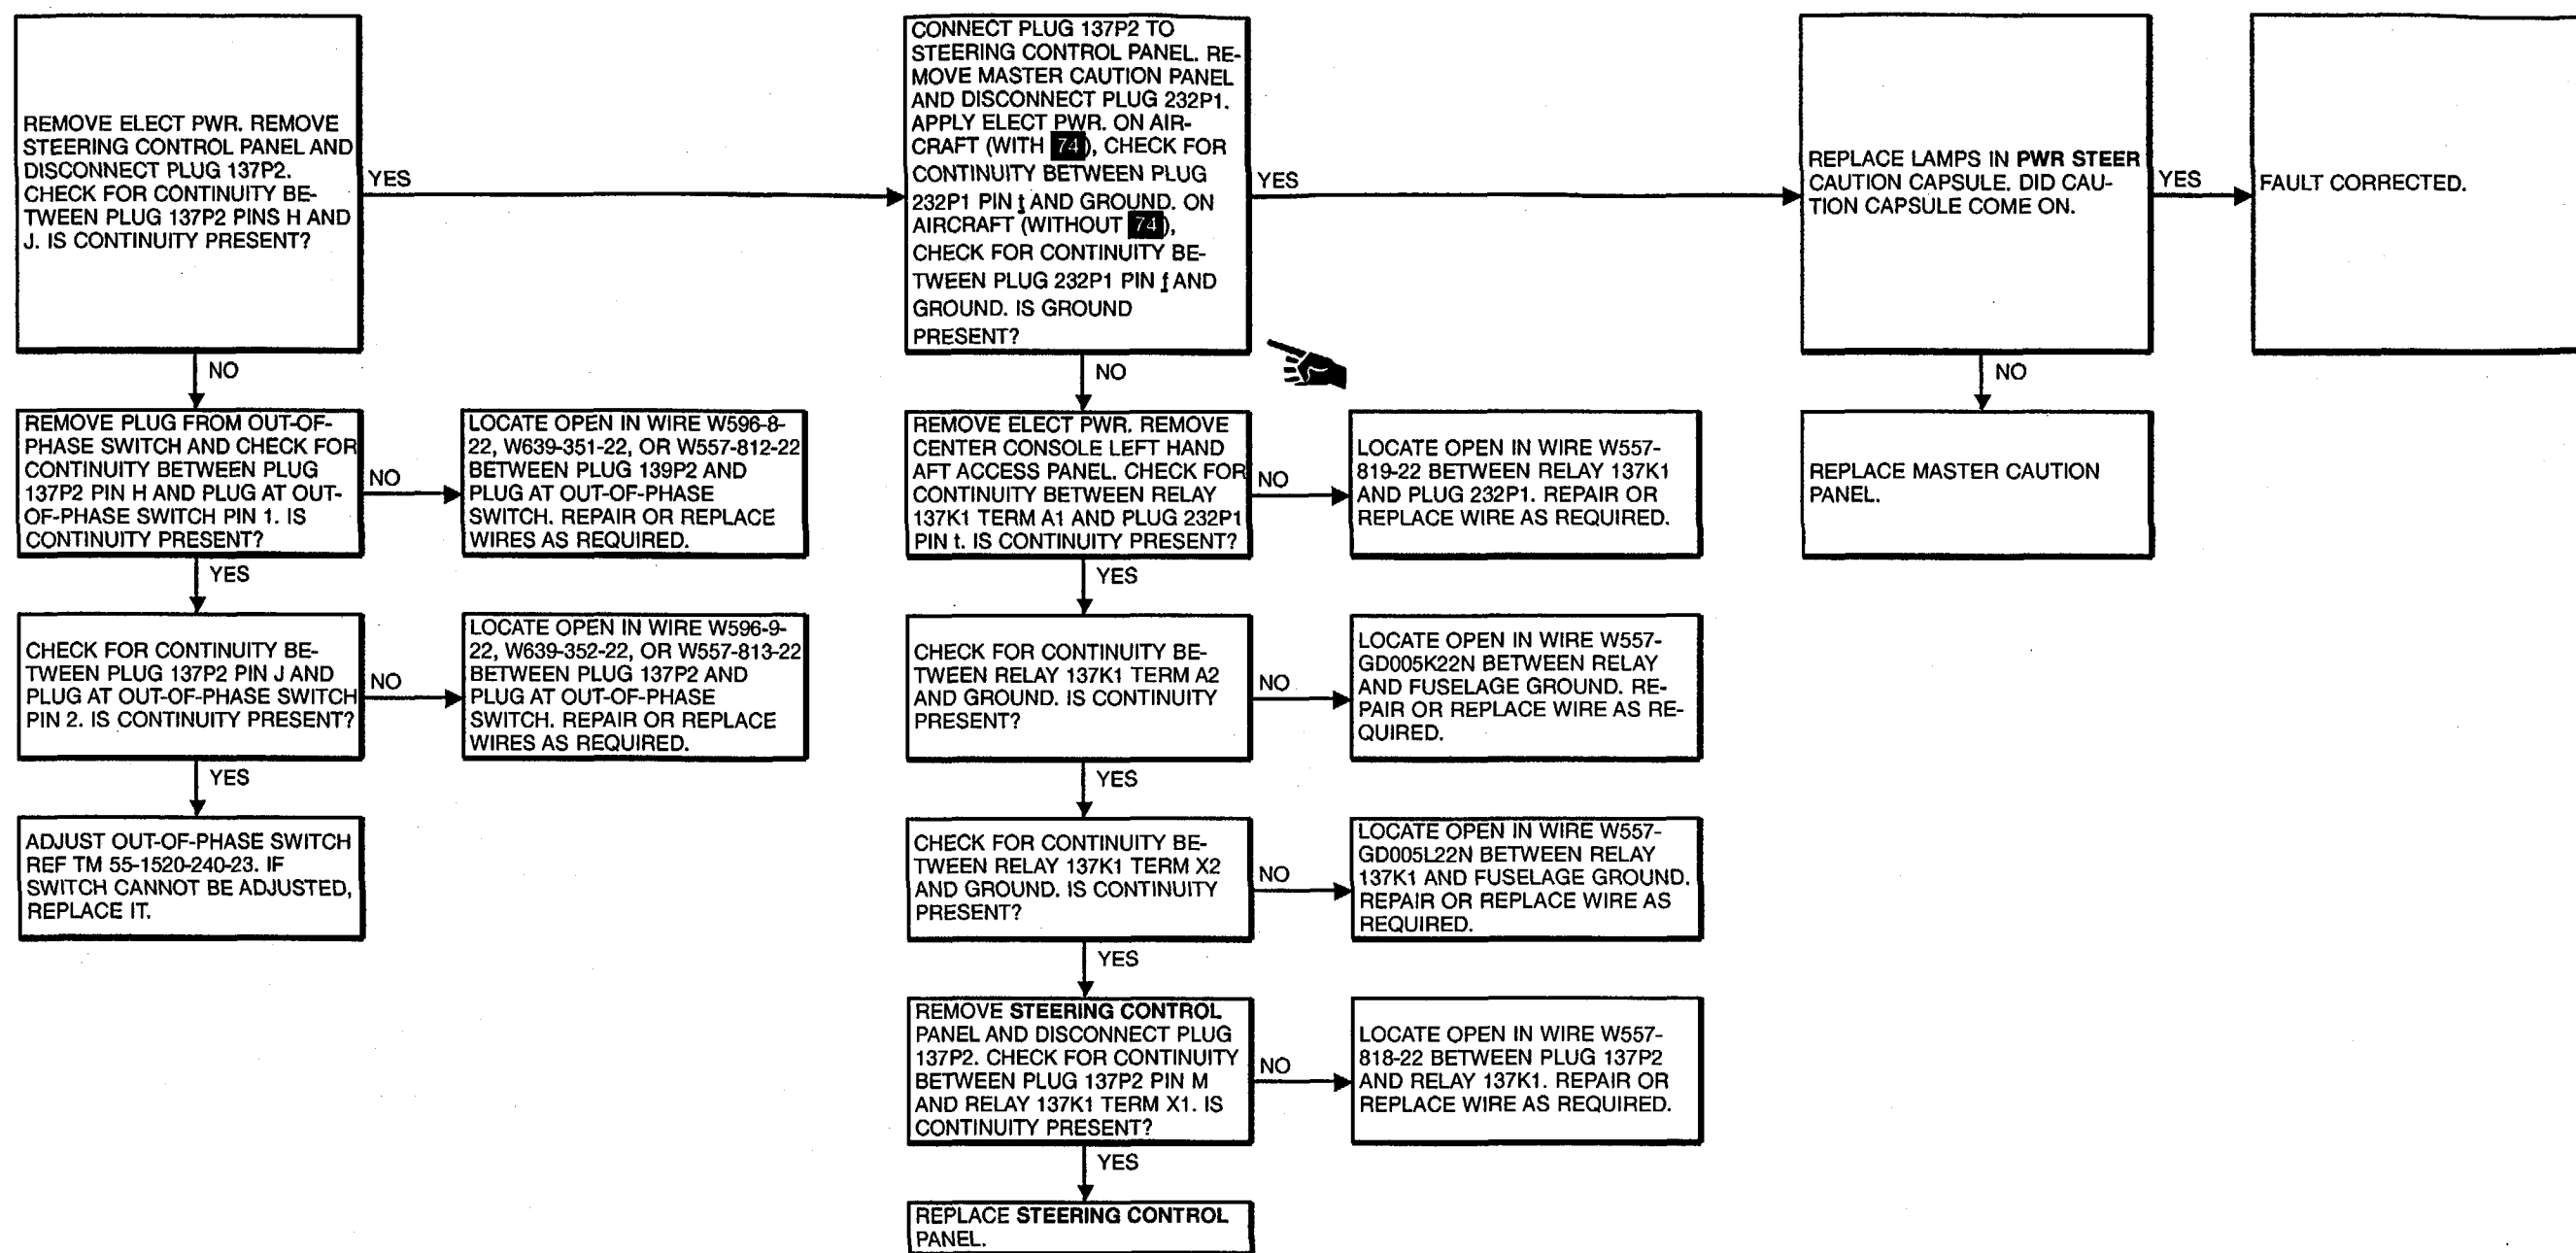 REMOVE ELECT PWR. REMOVE
STEERING CONTROL PANEL AND
DISCONNECT PLUG 137P2.
CHECK FOR CONTINUITY BE-
TWEEN PLUG 137P2 PINS H AND
J. IS CONTINUITY PRESENT?
YES
NO
CONNECT PLUG 137P2 TO
STEERING CONTROL PANEL. RE-
MOVE MASTER CAUTION PANEL
AND DISCONNECT PLUG 232P1.
APPLY ELECT PWR. ON AIR-
CRAFT (WITH 74), CHECK FOR
CONTINUITY BETWEEN PLUG
232P1 PIN t AND GROUND. ON
AIRCRAFT (WITHOUT 74),
CHECK FOR CONTINUITY BE-
TWEEN PLUG 232P1 PIN f AND
GROUND. IS GROUND
PRESENT?
YES
NO
REPLACE LAMPS IN PWR STEER
CAUTION CAPSULE. DID CAU-
TION CAPSULE COME ON.
YES
NO
FAULT CORRECTED.
REMOVE PLUG FROM OUT-OF-
PHASE SWITCH AND CHECK FOR
CONTINUITY BETWEEN PLUG
137P2 PIN H AND PLUG AT OUT-
OF-PHASE SWITCH PIN 1. IS
CONTINUITY PRESENT?
NO
YES
LOCATE OPEN IN WIRE W596-8-
22, W639-351-22, OR W557-812-22
BETWEEN PLUG 139P2 AND
PLUG AT OUT-OF-PHASE
SWITCH. REPAIR OR REPLACE
WIRES AS REQUIRED.
REMOVE ELECT PWR. REMOVE
CENTER CONSOLE LEFT HAND
AFT ACCESS PANEL. CHECK FOR
CONTINUITY BETWEEN RELAY
137K1 TERM A1 AND PLUG 232P1
PIN t. IS CONTINUITY PRESENT?
NO
YES
LOCATE OPEN IN WIRE W557-
819-22 BETWEEN RELAY 137K1
AND PLUG 232P1. REPAIR OR
REPLACE WIRE AS REQUIRED.
REPLACE MASTER CAUTION
PANEL.
CHECK FOR CONTINUITY BE-
TWEEN PLUG 137P2 PIN J AND
PLUG AT OUT-OF-PHASE SWITCH
PIN 2. IS CONTINUITY PRESENT?
NO
YES
LOCATE OPEN IN WIRE W596-9-
22, W639-352-22, OR W557-813-22
BETWEEN PLUG 137P2 AND
PLUG AT OUT-OF-PHASE
SWITCH. REPAIR OR REPLACE
WIRES AS REQUIRED.
CHECK FOR CONTINUITY BE-
TWEEN RELAY 137K1 TERM A2
AND GROUND. IS CONTINUITY
PRESENT?
NO
YES
LOCATE OPEN IN WIRE W557-
GD005K22N BETWEEN RELAY
AND FUSELAGE GROUND. RE-
PAIR OR REPLACE WIRE AS RE-
QUIRED.
ADJUST OUT-OF-PHASE SWITCH
REF TM 55-1520-240-23. IF
SWITCH CANNOT BE ADJUSTED,
REPLACE IT.
CHECK FOR CONTINUITY BE-
TWEEN RELAY 137K1 TERM X2
AND GROUND. IS CONTINUITY
PRESENT?
NO
YES
LOCATE OPEN IN WIRE W557-
GD005L22N BETWEEN RELAY
137K1 AND FUSELAGE GROUND.
REPAIR OR REPLACE WIRE AS
REQUIRED.
REMOVE STEERING CONTROL
PANEL AND DISCONNECT PLUG
137P2. CHECK FOR CONTINUITY
BETWEEN PLUG 137P2 PIN M
AND RELAY 137K1 TERM X1. IS
CONTINUITY PRESENT?
NO
YES
LOCATE OPEN IN WIRE W557-
818-22 BETWEEN PLUG 137P2
AND RELAY 137K1. REPAIR OR
REPLACE WIRE AS REQUIRED.
REPLACE STEERING CONTROL
PANEL.